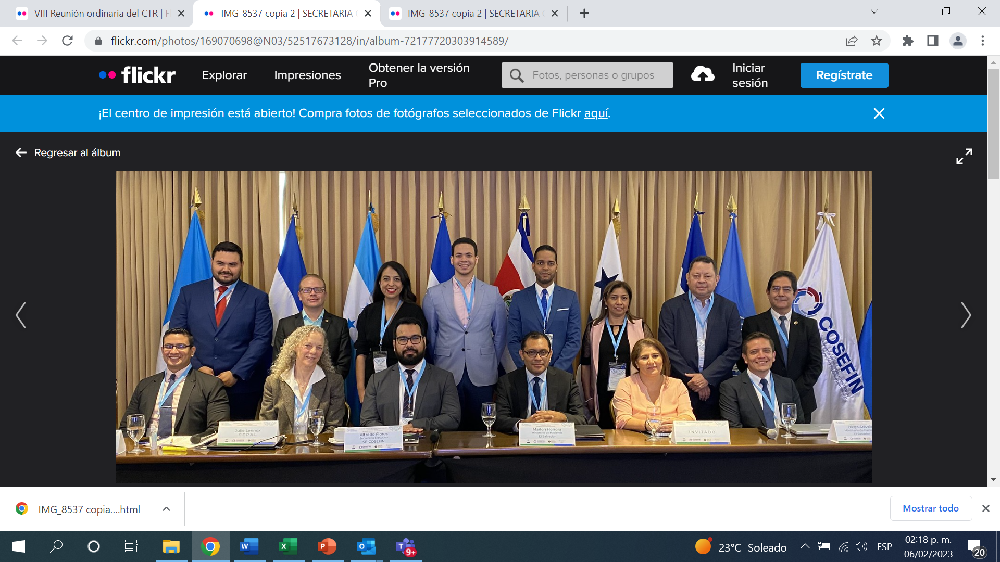 VIII Reunión ordinaria del CTR | Fl
IMG_8537 copia 2 | SECRETARIA
IMG_8537 copia 2 | SECRETARIA
flickr.com/photos/169070698@N03/52517673128/in/album-72177720303914589/
flickr
Explorar
Impresiones
Obtener la versión
Pro
Fotos, personas o grupos
Iniciar
sesión
Regístrate
¡El centro de impresión está abierto! Compra fotos de fotógrafos seleccionados de Flickr aquí.
Regresar al álbum
COSEFIN
Julie Lennox
CEPAL
Alfredo Flores
Secretario Ejecutivo
SE-COSEFIN
Marlen Herrera
Ministerio de Hacienda
El Salvador
INVITADO
Diego Arévalo
Ministerio de Hacie
El Salvador
IMG_8537 copia....html
Mostrar todo
W
X
P
O
T
9+
23°C Soleado
ESP
02:18 p. m.
06/02/2023
20